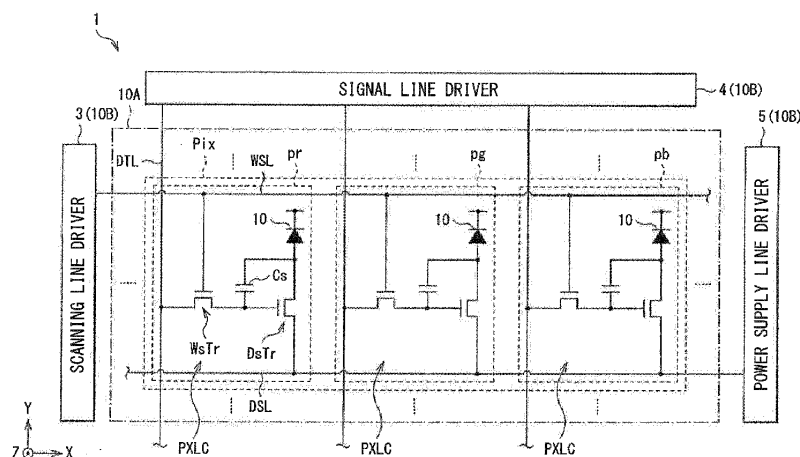 1
SIGNAL LINE DRIVER
4(10B)
10A
3(10B)
5(10B)
DTL
Pix
WSL
pr
pg
pb
SCANNING LINE DRIVER
POWER SUPPLY LINE DRIVER
10
10
10
Cs
WsTr
DsTr
DSL
Y
Z
X
PXLC
PXLC
PXLC